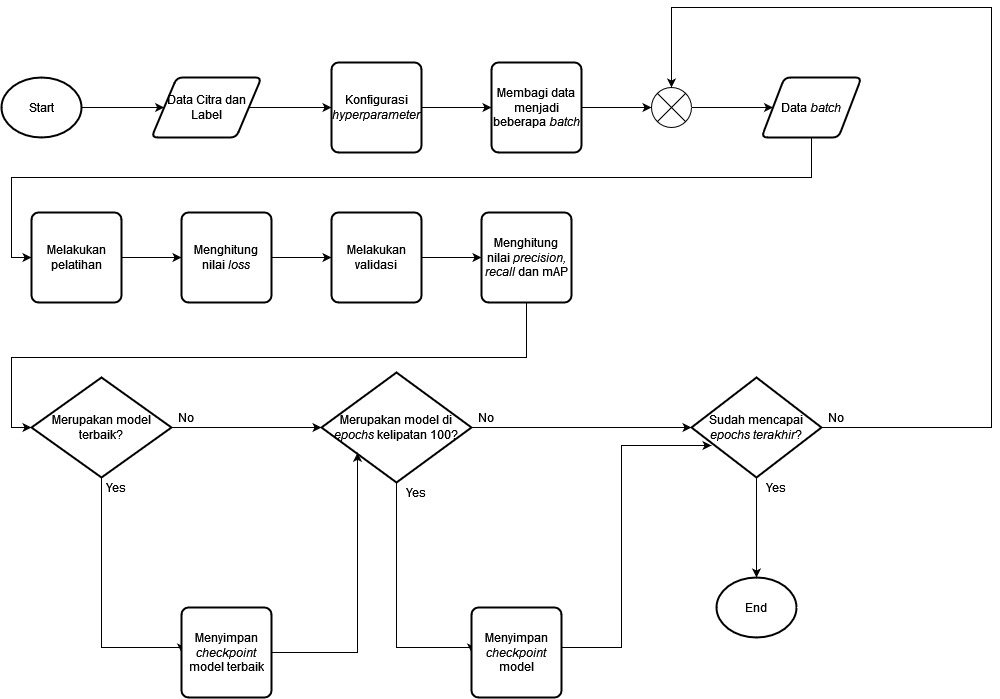 Start
Data Citra dan
Label
Konfigurasi
hyperparameter
Membagi data
menjadi
beberapa batch
Data batch
Melakukan
pelatihan
Menghitung
nilai loss
Melakukan
validasi
Menghitung
nilai precision,
recall dan mAP
Merupakan model
terbaik?
No
Yes
Merupakan model di
epochs kelipatan 100?
No
Yes
Sudah mencapai
epochs terakhir?
No
Yes
Menyimpan
checkpoint
model terbaik
Menyimpan
checkpoint
model
End